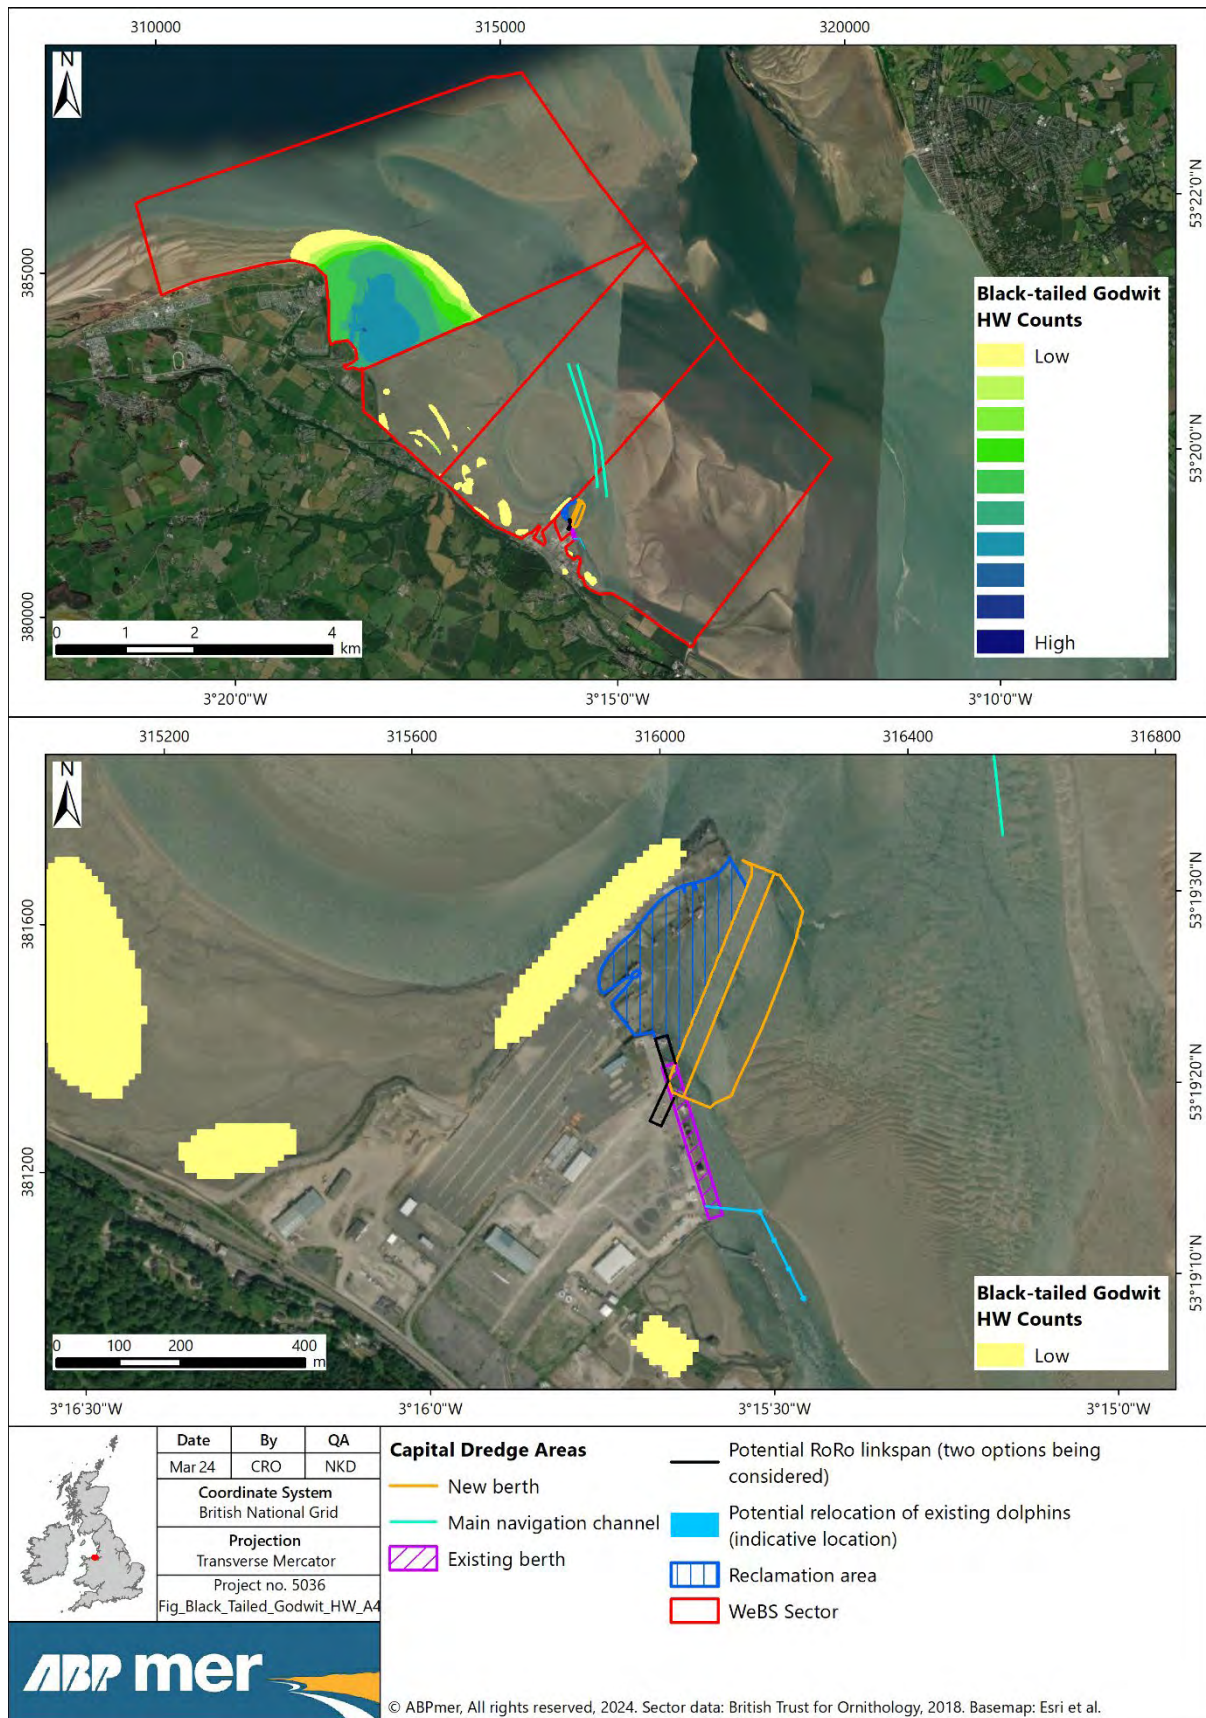 310000
315000
320000
N
53°22'0"N
385000
Black-tailed Godwit
HW Counts
Low
53°20'0"N
380000
High
0
1
2
4
km
3°20'0"W
3°15'0"W
3°10'0"W
315200
315600
316000
316400
316800
N
53°19'30"N
381600
53°19'20"N
381200
53°19'10"N
Black-tailed Godwit
HW Counts
Low
0
100
200
400
m
3°16'30"W
3°16'0"W
3°15'30"W
3°15'0"W
Date
By
QA
Mar 24
CRO
NKD
Coordinate System
British National Grid
Projection
Transverse Mercator
Project no. 5036
Fig_Black_Tailed_Godwit_HW_A4
ABP mer
Capital Dredge Areas
New berth
Main navigation channel
Existing berth
Potential RoRo linkspan (two options being
considered)
Potential relocation of existing dolphins
(indicative location)
Reclamation area
WeBS Sector
© ABPmer, All rights reserved, 2024. Sector data: British Trust for Ornithology, 2018. Basemap: Esri et al.